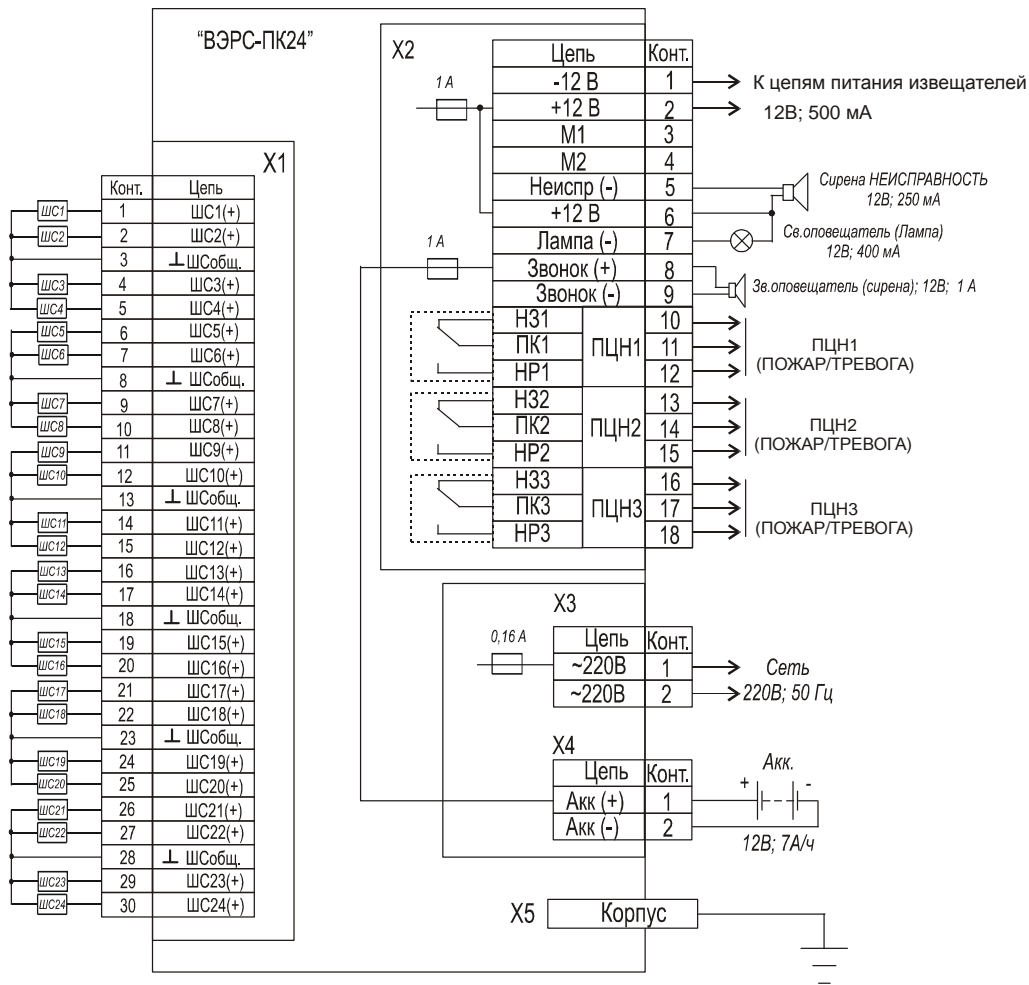 "ВЭРС-ПК24"
X1
Конт. Цепь
ШС1 1 ШС1(+)
ШС2 2 ШС2(+)
3 ⊥ ШСобщ.
ШС3 4 ШС3(+)
ШС4 5 ШС4(+)
ШС5 6 ШС5(+)
ШС6 7 ШС6(+)
8 ⊥ ШСобщ.
ШС7 9 ШС7(+)
ШС8 10 ШС8(+)
ШС9 11 ШС9(+)
ШС10 12 ШС10(+)
13 ⊥ ШСобщ.
ШС11 14 ШС11(+)
ШС12 15 ШС12(+)
ШС13 16 ШС13(+)
ШС14 17 ШС14(+)
18 ⊥ ШСобщ.
ШС15 19 ШС15(+)
ШС16 20 ШС16(+)
ШС17 21 ШС17(+)
ШС18 22 ШС18(+)
23 ⊥ ШСобщ.
ШС19 24 ШС19(+)
ШС20 25 ШС20(+)
ШС21 26 ШС21(+)
ШС22 27 ШС22(+)
28 ⊥ ШСобщ.
ШС23 29 ШС23(+)
ШС24 30 ШС24(+)
X2
Цепь Конт.
-12 В 1
1 А
+12 В 2
К цепям питания извещателей
12В; 500 мА
М1 3
М2 4
Неиспр (-) 5
+12 В 6
Сирена НЕИСПРАВНОСТЬ
12В; 250 мА
Лампа (-) 7
Св.оповещатель (Лампа)
12В; 400 мА
1 А
Звонок (+) 8
Звонок (-) 9
Зв.оповещатель (сирена); 12В; 1 А
НЗ1 10
ПК1 ПЦН1 11
НР1 12
ПЦН1
(ПОЖАР/ТРЕВОГА)
НЗ2 13
ПК2 ПЦН2 14
НР2 15
ПЦН2
(ПОЖАР/ТРЕВОГА)
НЗ3 16
ПК3 ПЦН3 17
НР3 18
ПЦН3
(ПОЖАР/ТРЕВОГА)
X3
0,16 А
Цепь Конт.
~220В 1
~220В 2
Сеть
220В; 50 Гц
X4
Цепь Конт.
Акк (+) 1
Акк (-) 2
Акк.
+ -
12В; 7А/ч
X5 Корпус